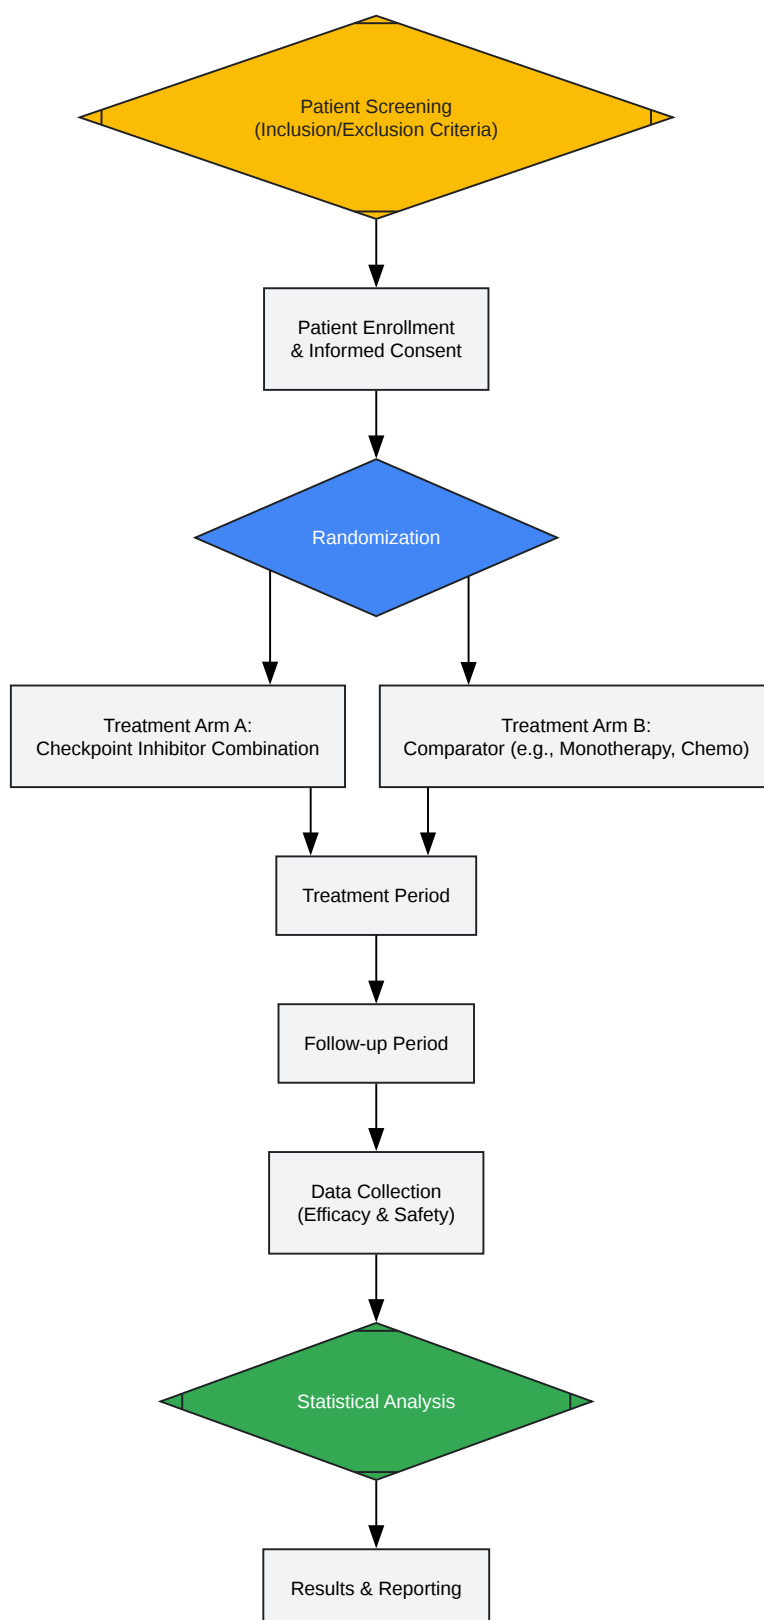 Patient Screening
(Inclusion/Exclusion Criteria)
Patient Enrollment
& Informed Consent
Randomization
Treatment Arm A:
Checkpoint Inhibitor Combination
Treatment Arm B:
Comparator (e.g., Monotherapy, Chemo)
Treatment Period
Follow-up Period
Data Collection
(Efficacy & Safety)
Statistical Analysis
Results & Reporting